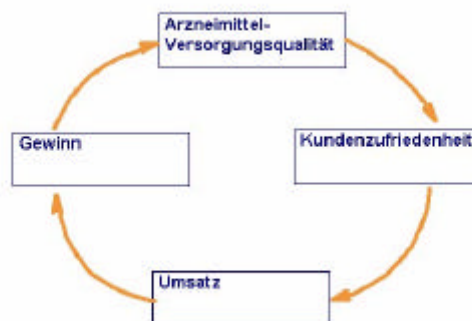 Arzneimittel-
Versorgungsqualität
Gewinn
Kundenzufriedenheit
Umsatz